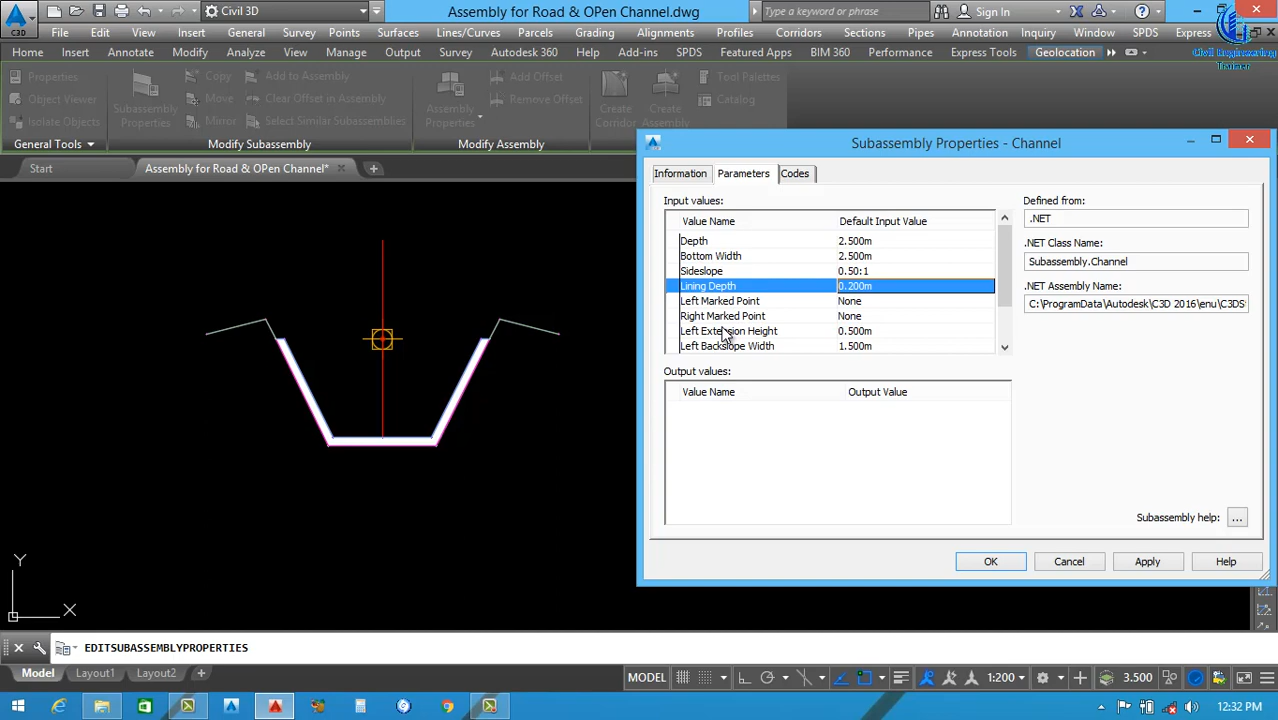 C3D
Civil 3D
Assembly for Road & OPen Channel.dwg
Type a keyword or phrase
Sign In
File Edit View Insert General Survey Points Surfaces Lines/Curves Parcels Grading Alignments Profiles Corridors Sections Pipes Annotation Inquiry Window SPDS Express
Home Insert Annotate Modify Analyze View Manage Output Survey Autodesk 360 Help Add-ins SPDS Featured Apps BIM 360 Performance Express Tools Geolocation
Civil Engineering
Trainer
Properties
Object Viewer
Isolate Objects
General Tools
Subassembly
Properties
Copy
Move
Mirror
Add to Assembly
Clear Offset in Assembly
Select Similar Subassemblies
Modify Subassembly
Assembly
Properties
Add Offset
Remove Offset
Modify Assembly
Create
Corridor
Create
Assembly
Tool Palettes
Catalog
Start
Assembly for Road & OPen Channel*
Subassembly Properties - Channel
Information Parameters Codes
Input values:
Value Name Default Input Value
Depth 2.500m
Bottom Width 2.500m
Sideslope 0.50:1
Lining Depth 0.200m
Left Marked Point None
Right Marked Point None
Left Extension Height 0.500m
Left Backslope Width 1.500m
Output values:
Value Name Output Value
Defined from:
.NET
.NET Class Name:
Subassembly.Channel
.NET Assembly Name:
C:\ProgramData\Autodesk\C3D 2016\enu\C3DS
Subassembly help: ...
OK Cancel Apply Help
Y
X
EDITSUBASSEMBLYPROPERTIES
Model Layout1 Layout2
MODEL 1:200 3.500
12:32 PM